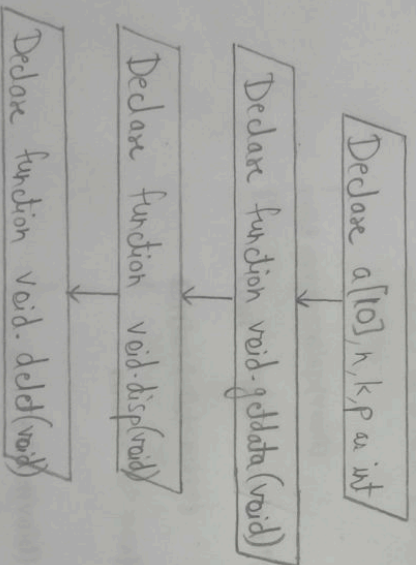 Declare a[10], n, k, p as int
Declare function void.getdata(void)
Declare function void.disp(void)
Declare function void.delet(void)